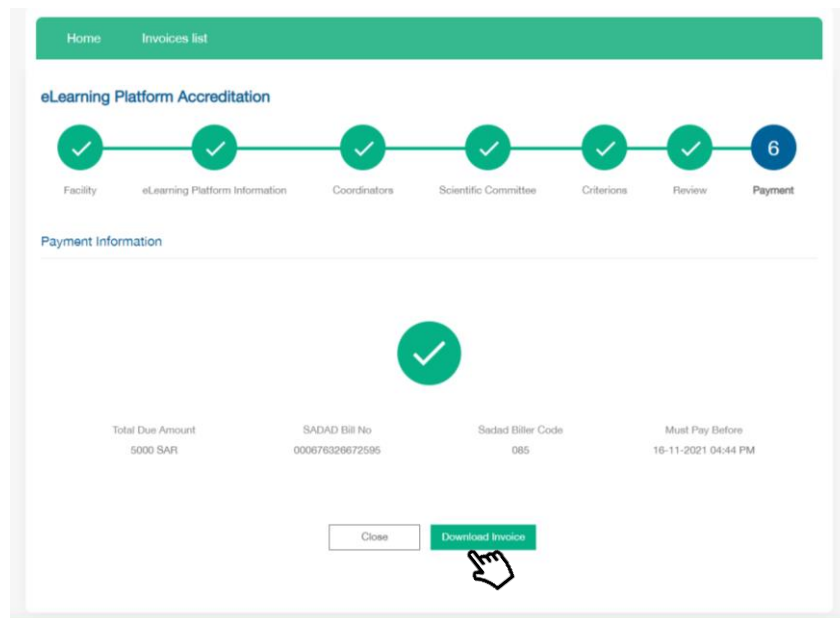 Home Invoices list
eLearning Platform Accreditation
6
Facility eLearning Platform Information Coordinators Scientific Committee Criterions Review Payment
Payment Information
Total Due Amount SADAD Bill No Sadad Biller Code Must Pay Before
5000 SAR 000676326672595 085 16-11-2021 04:44 PM
Close Download Invoice